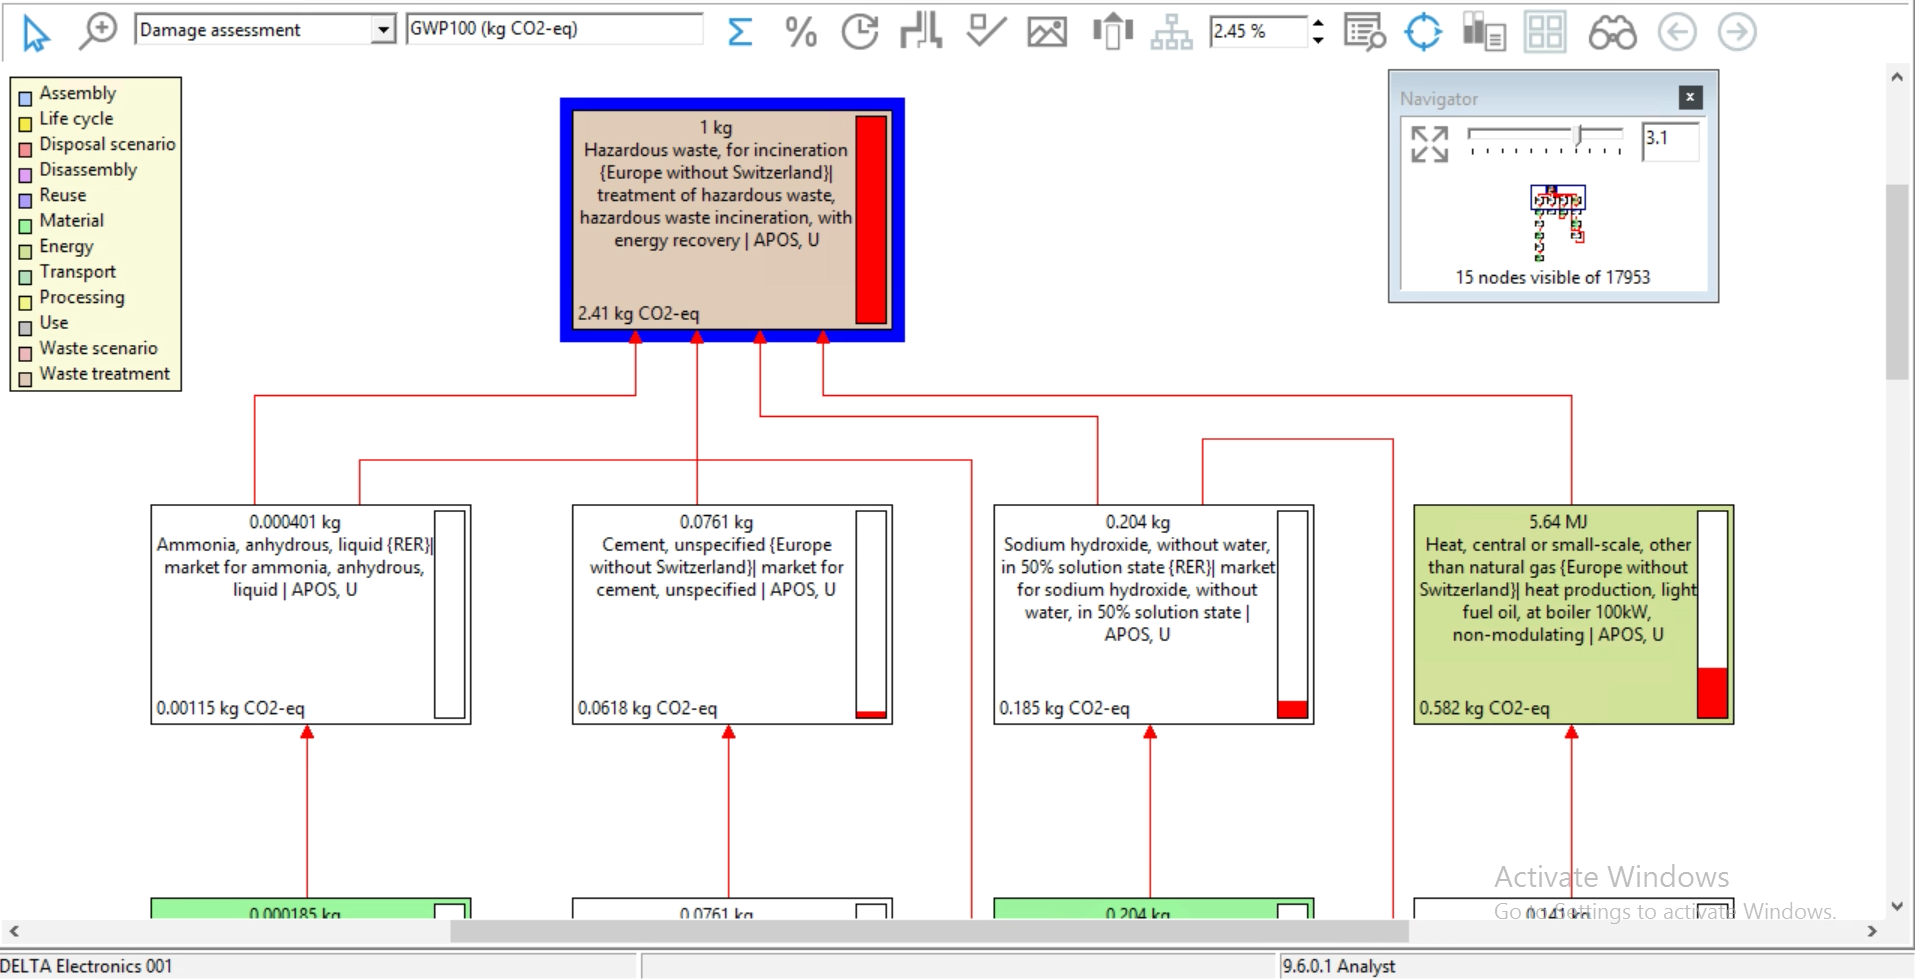 Damage assessment
GWP100 (kg CO2-eq)
Σ
%
2.45 %
Assembly
Life cycle
Disposal scenario
Disassembly
Reuse
Material
Energy
Transport
Processing
Use
Waste scenario
Waste treatment
1 kg
Hazardous waste, for incineration
{Europe without Switzerland}|
treatment of hazardous waste,
hazardous waste incineration, with
energy recovery | APOS, U
2.41 kg CO2-eq
Navigator
x
3.1
15 nodes visible of 17953
0.000401 kg
Ammonia, anhydrous, liquid {RER}|
market for ammonia, anhydrous,
liquid | APOS, U
0.00115 kg CO2-eq
0.0761 kg
Cement, unspecified {Europe
without Switzerland}| market for
cement, unspecified | APOS, U
0.0618 kg CO2-eq
0.204 kg
Sodium hydroxide, without water,
in 50% solution state {RER}| market
for sodium hydroxide, without
water, in 50% solution state |
APOS, U
0.185 kg CO2-eq
5.64 MJ
Heat, central or small-scale, other
than natural gas {Europe without
Switzerland}| heat production, light
fuel oil, at boiler 100kW,
non-modulating | APOS, U
0.582 kg CO2-eq
0.000185 kg
0.0761 kg
0.204 kg
0.141 kg
Activate Windows
Go to Settings to activate Windows.
DELTA Electronics 001
9.6.0.1 Analyst